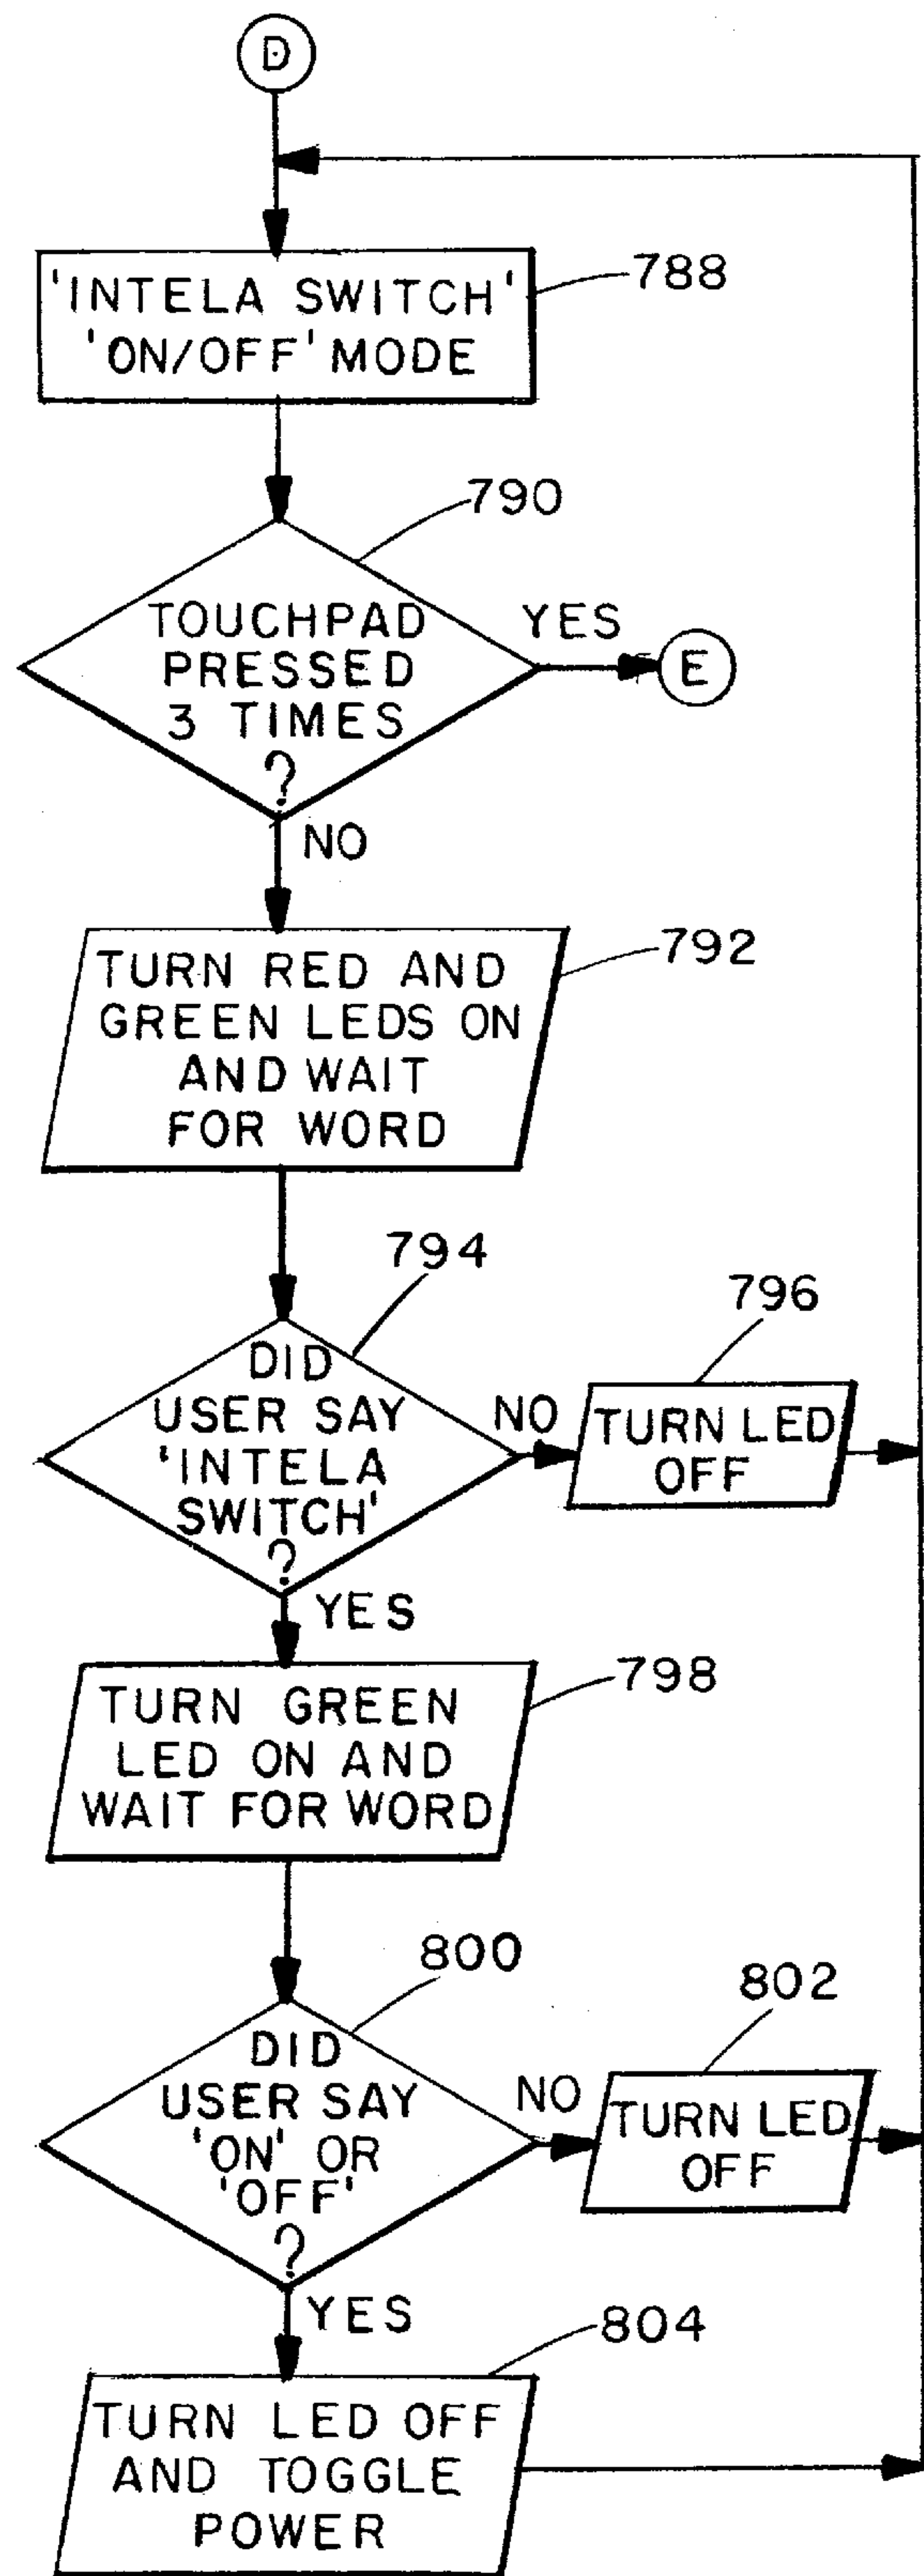 D
'INTELA SWITCH'
'ON/OFF' MODE
788
790
TOUCHPAD
PRESSED
3 TIMES
?
YES
E
NO
792
TURN RED AND
GREEN LEDS ON
AND WAIT
FOR WORD
794
DID
USER SAY
'INTELA
SWITCH'
?
NO
796
TURN LED
OFF
YES
798
TURN GREEN
LED ON AND
WAIT FOR WORD
800
DID
USER SAY
'ON' OR
'OFF'
?
NO
802
TURN LED
OFF
YES
804
TURN LED OFF
AND TOGGLE
POWER